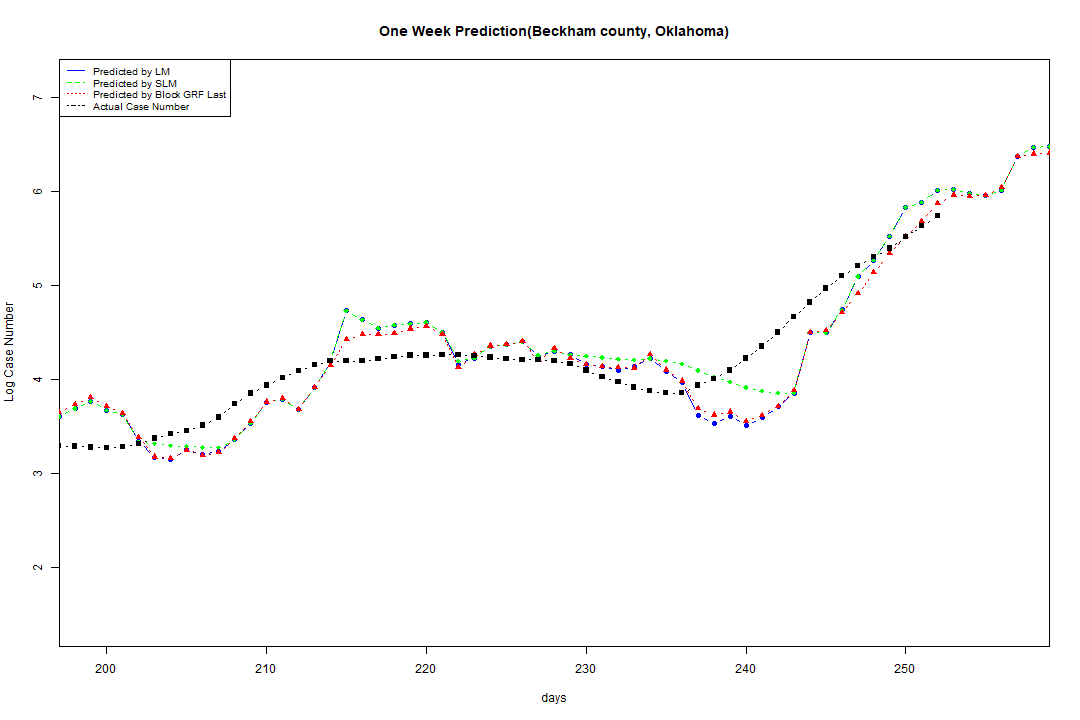 One Week Prediction(Beckham county, Oklahoma)
Predicted by LM
Predicted by SLM
Predicted by Block GRF Last
Actual Case Number
7
6
5
4
3
2
Log Case Number
200 210 220 230 240 250
days